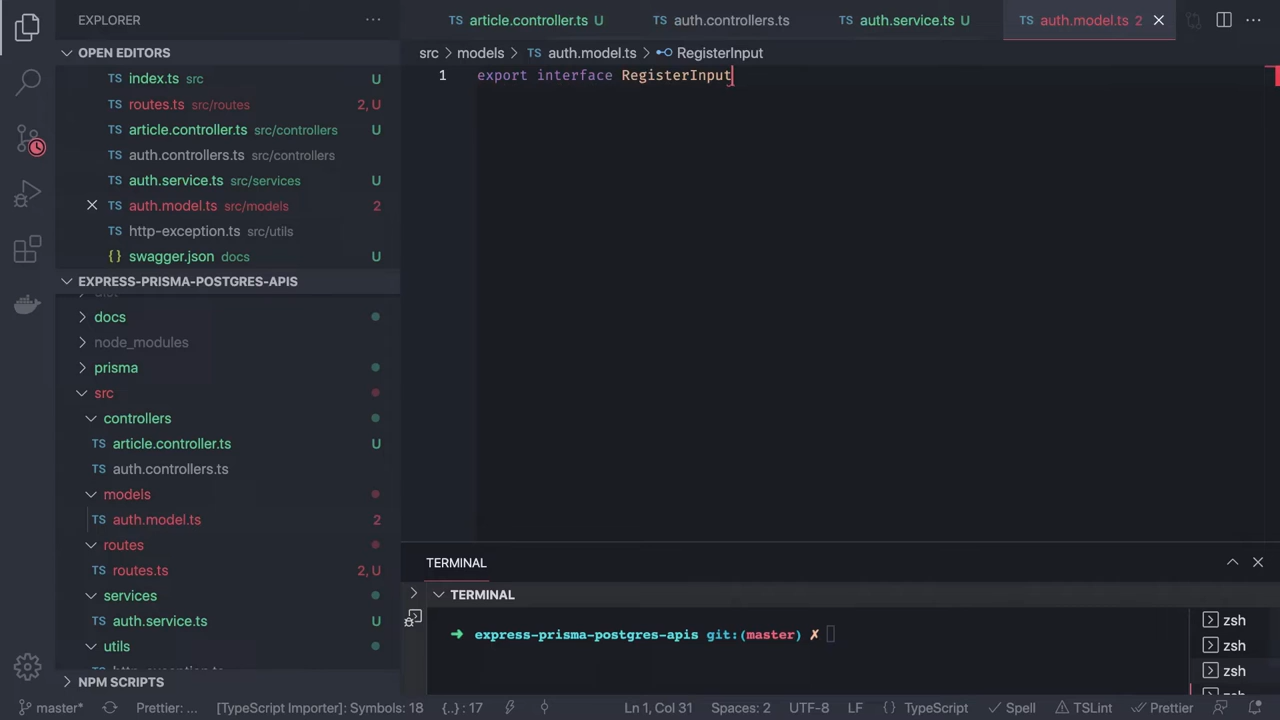 EXPLORER
article.controller.ts U
auth.controllers.ts
auth.service.ts U
auth.model.ts 2
OPEN EDITORS
index.ts src U
routes.ts src/routes 2, U
article.controller.ts src/controllers U
auth.controllers.ts src/controllers
auth.service.ts src/services U
auth.model.ts src/models 2
http-exception.ts src/utils
{ } swagger.json docs U
EXPRESS-PRISMA-POSTGRES-APIS
docs
node_modules
prisma
src
controllers
TS article.controller.ts U
TS auth.controllers.ts
models
TS auth.model.ts 2
routes
TS routes.ts 2, U
services
TS auth.service.ts U
utils
NPM SCRIPTS
src > models > TS auth.model.ts > RegisterInput
1 export interface RegisterInput
TERMINAL
TERMINAL
➜ express-prisma-postgres-apis git:(master) ✗
zsh
zsh
zsh
master* Prettier: ... [TypeScript Importer]: Symbols: 18 {..} : 17 Ln 1, Col 31 Spaces: 2 UTF-8 LF { } TypeScript Spell TSLint Prettier